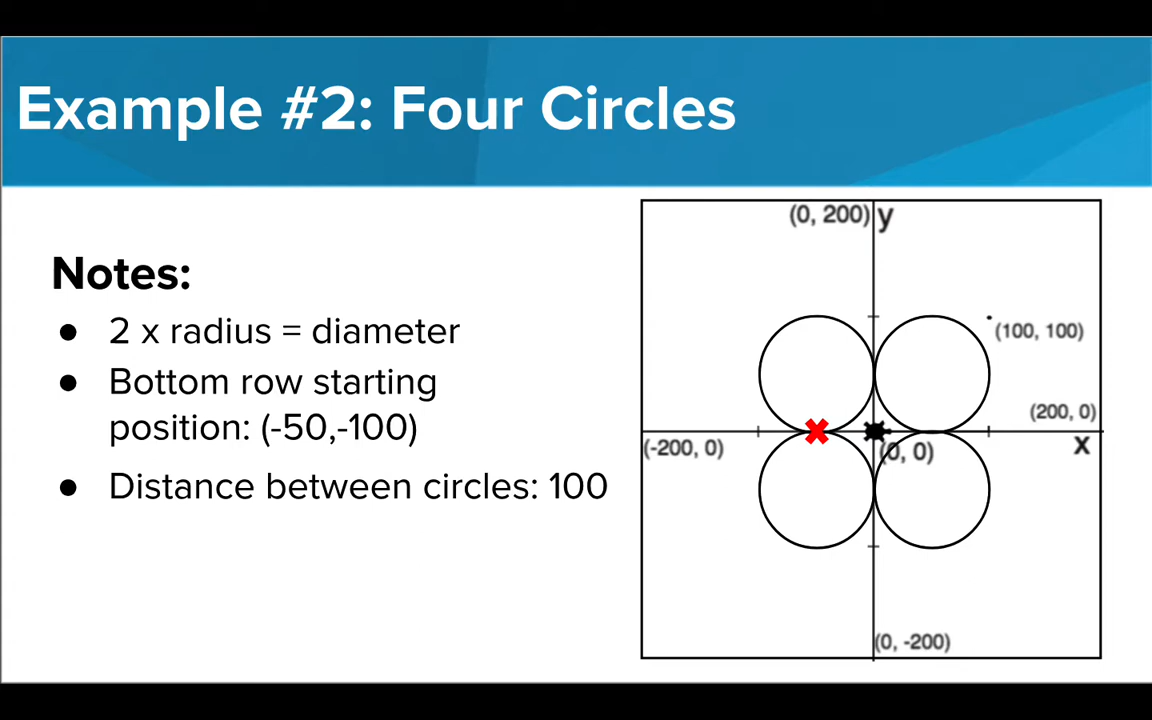 Example #2: Four Circles
Notes:
● 2 x radius = diameter
● Bottom row starting
position: (-50,-100)
● Distance between circles: 100
(0, 200) y
(100, 100)
(200, 0)
(-200, 0)
(0, 0)
x
(0, -200)